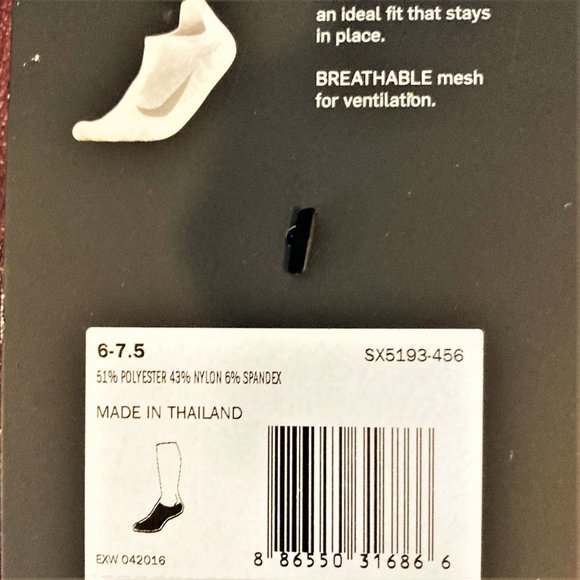 an ideal fit that stays
in place.
BREATHABLE mesh
for ventilation.
6-7.5 SX5193-456
51% POLYESTER 43% NYLON 6% SPANDEX
MADE IN THAILAND
EXW 042016
8 86550 31686 6